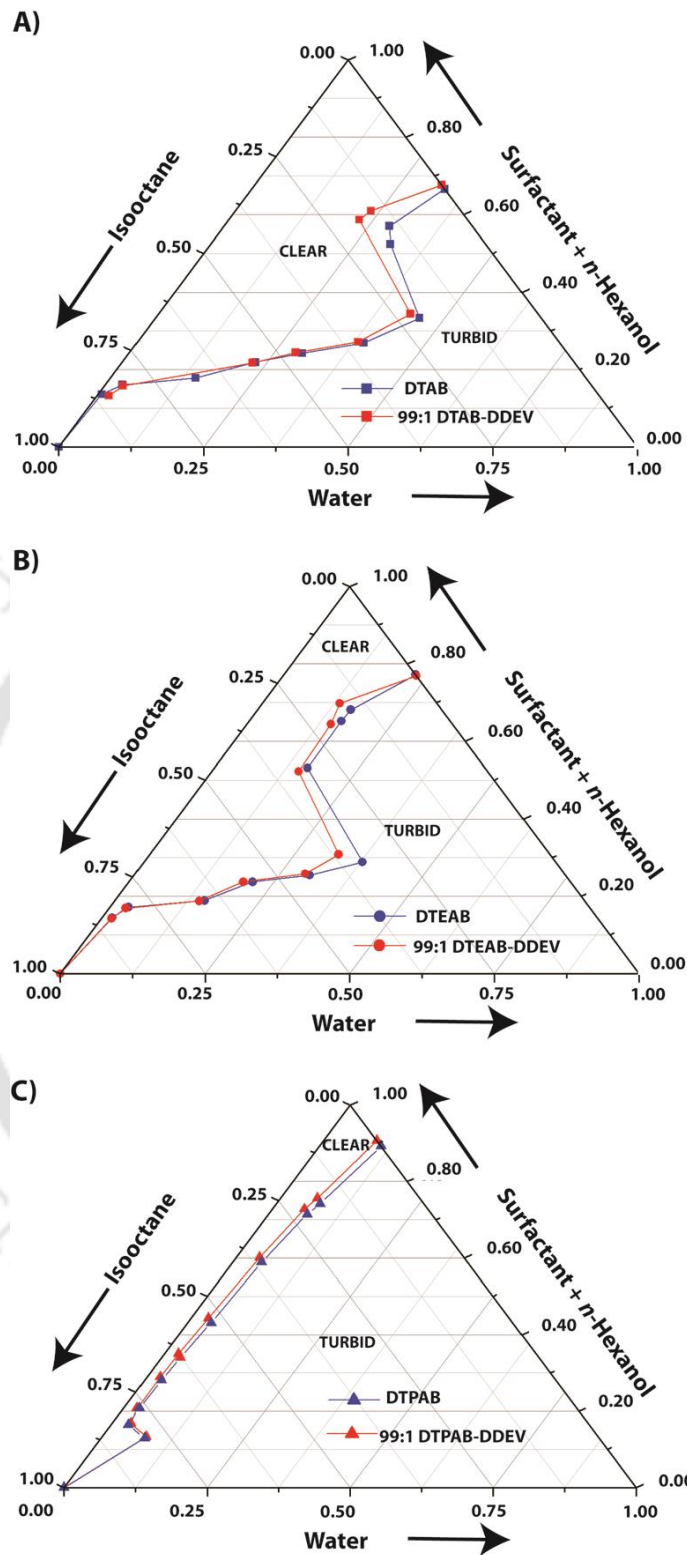 A)
0.00 1.00
0.80
0.25
Isooctane
Surfactant + n-Hexanol
0.60
CLEAR
0.50
0.40
0.75
TURBID
0.20
DTAB
99:1 DTAB-DDEV
1.00 0.00
0.00 0.25 0.50 0.75 1.00
Water
B)
0.00 1.00
CLEAR
0.80
0.25
Isooctane
Surfactant + n-Hexanol
0.60
0.50
0.40
TURBID
0.75
0.20
DTEAB
99:1 DTEAB-DDEV
1.00 0.00
0.00 0.25 0.50 0.75 1.00
Water
C)
0.00 1.00
CLEAR
0.80
0.25
Isooctane
Surfactant + n-Hexanol
0.60
0.50
0.40
TURBID
0.75
DTPAB
0.20
99:1 DTPAB-DDEV
1.00 0.00
0.00 0.25 0.50 0.75 1.00
Water